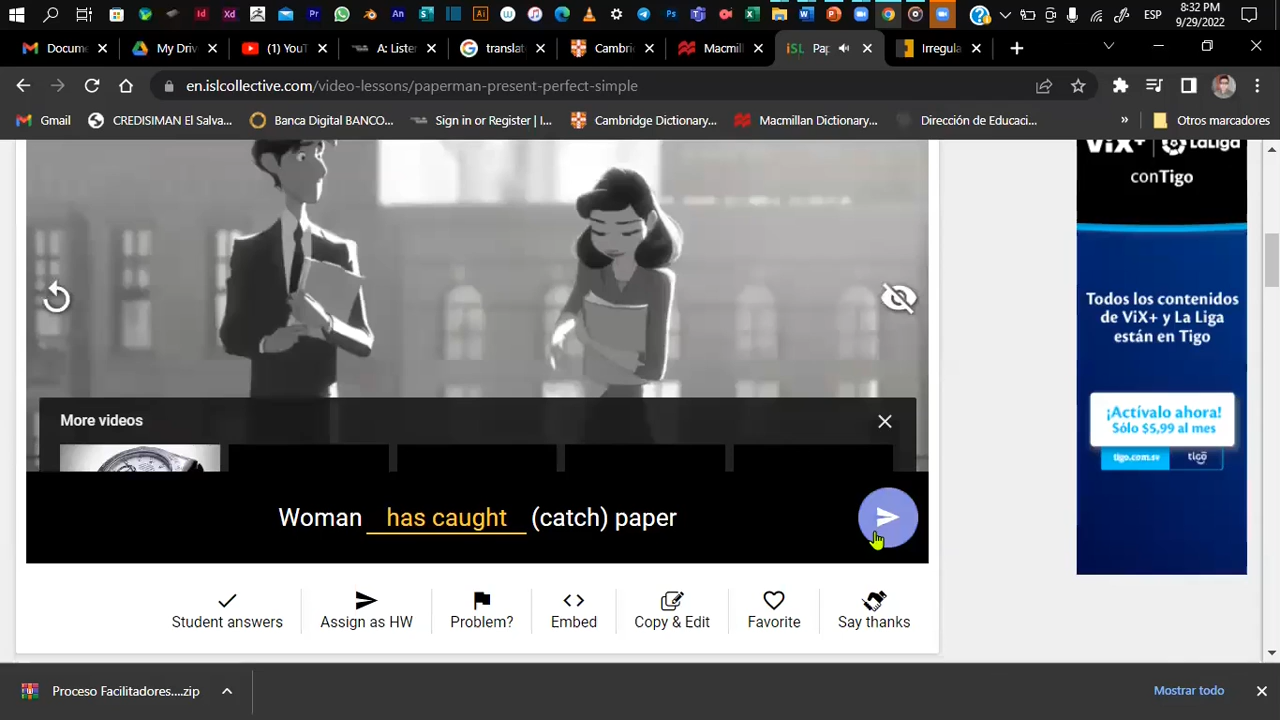 8:32 PM
ESP
9/29/2022
Docume
My Driv
(1) YouT
A: Lister
translat
Cambri
Macmill
iSL Pap
Irregula
en.islcollective.com/video-lessons/paperman-present-perfect-simple
Gmail
CREDISIMAN El Salva...
Banca Digital BANCO...
Sign in or Register | I...
Cambridge Dictionary...
Macmillan Dictionary...
Dirección de Educaci...
»
Otros marcadores
ViX+ LaLiga
conTigo
Todos los contenidos
de ViX+ y La Liga
están en Tigo
¡Actívalo ahora!
Sólo $5,99 al mes
tigo.com.sv
tigo
More videos
Woman has caught (catch) paper
Student answers
Assign as HW
Problem?
Embed
Copy & Edit
Favorite
Say thanks
Proceso Facilitadores....zip
Mostrar todo